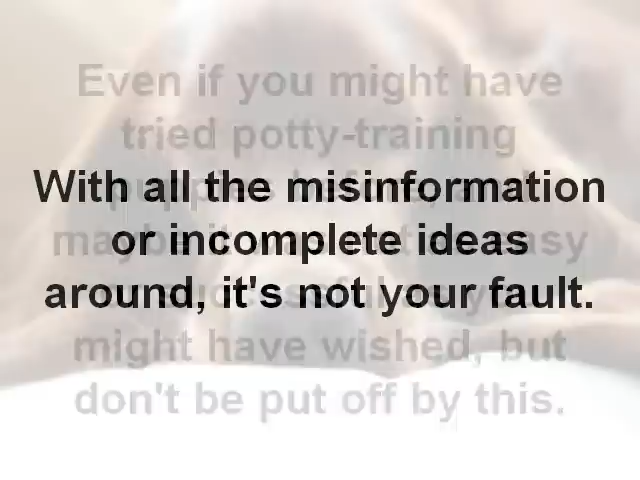 Even if you might have
tried potty-training
With all the misinformation
or incomplete ideas
around, it's not your fault.
might have wished, but
don't be put off by this.